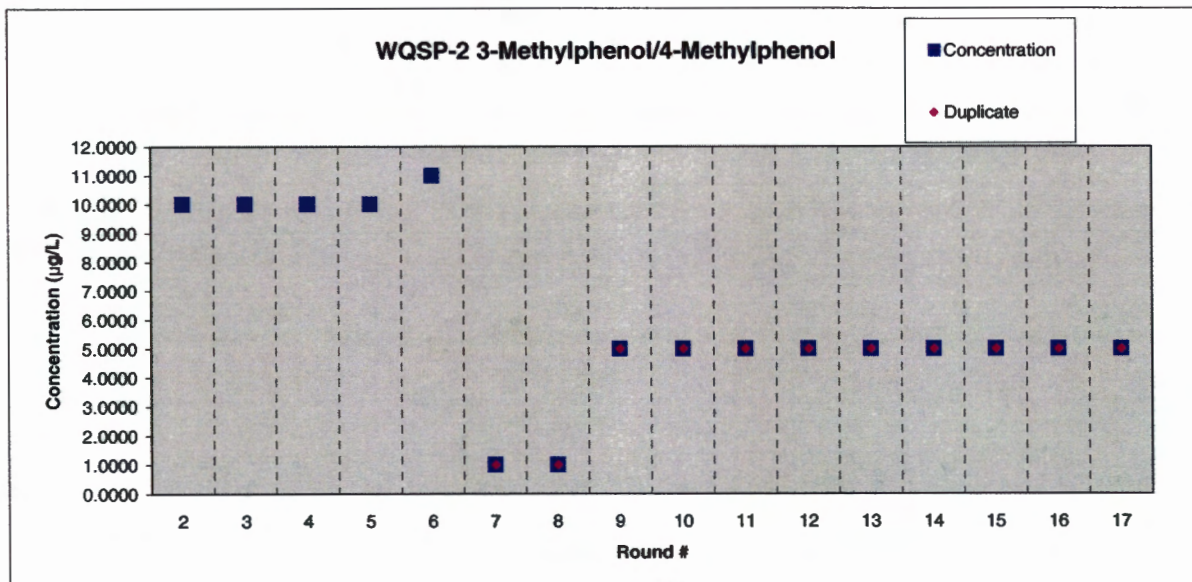 WQSP-2 3-Methylphenol/4-Methylphenol
Concentration
Duplicate
Concentration (µg/L)
12.0000
11.0000
10.0000
9.0000
8.0000
7.0000
6.0000
5.0000
4.0000
3.0000
2.0000
1.0000
0.0000
2 3 4 5 6 7 8 9 10 11 12 13 14 15 16 17
Round #